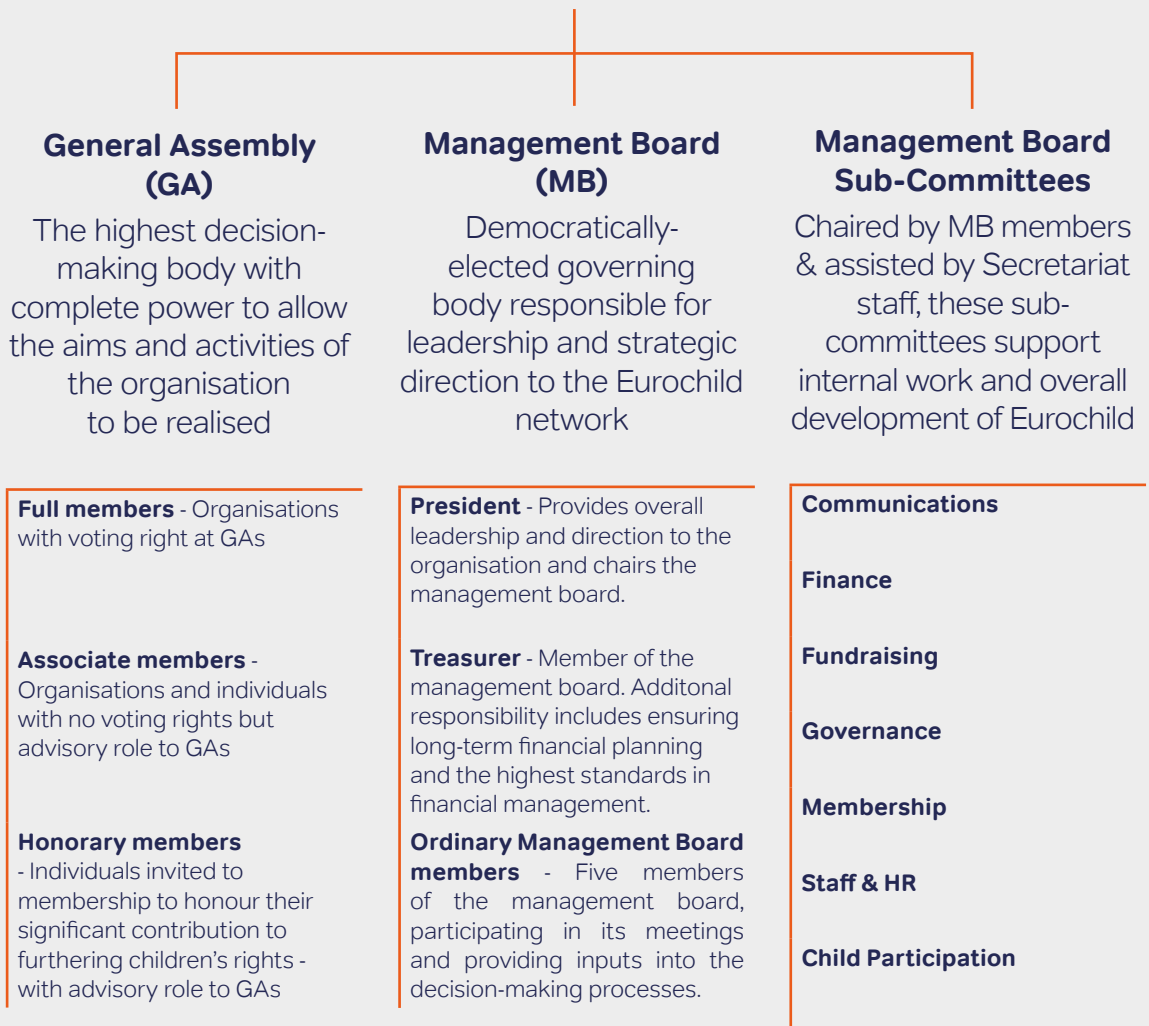 General Assembly
(GA)
The highest decision-
making body with
complete power to allow
the aims and activities of
the organisation
to be realised
Full members - Organisations
with voting right at GAs
Associate members -
Organisations and individuals
with no voting rights but
advisory role to GAs
Honorary members
- Individuals invited to
membership to honour their
significant contribution to
furthering children's rights -
with advisory role to GAs
Management Board
(MB)
Democratically-
elected governing
body responsible for
leadership and strategic
direction to the Eurochild
network
President - Provides overall
leadership and direction to the
organisation and chairs the
management board.
Treasurer - Member of the
management board. Additonal
responsibility includes ensuring
long-term financial planning
and the highest standards in
financial management.
Ordinary Management Board
members - Five members
of the management board,
participating in its meetings
and providing inputs into the
decision-making processes.
Management Board
Sub-Committees
Chaired by MB members
& assisted by Secretariat
staff, these sub-
committees support
internal work and overall
development of Eurochild
Communications
Finance
Fundraising
Governance
Membership
Staff & HR
Child Participation